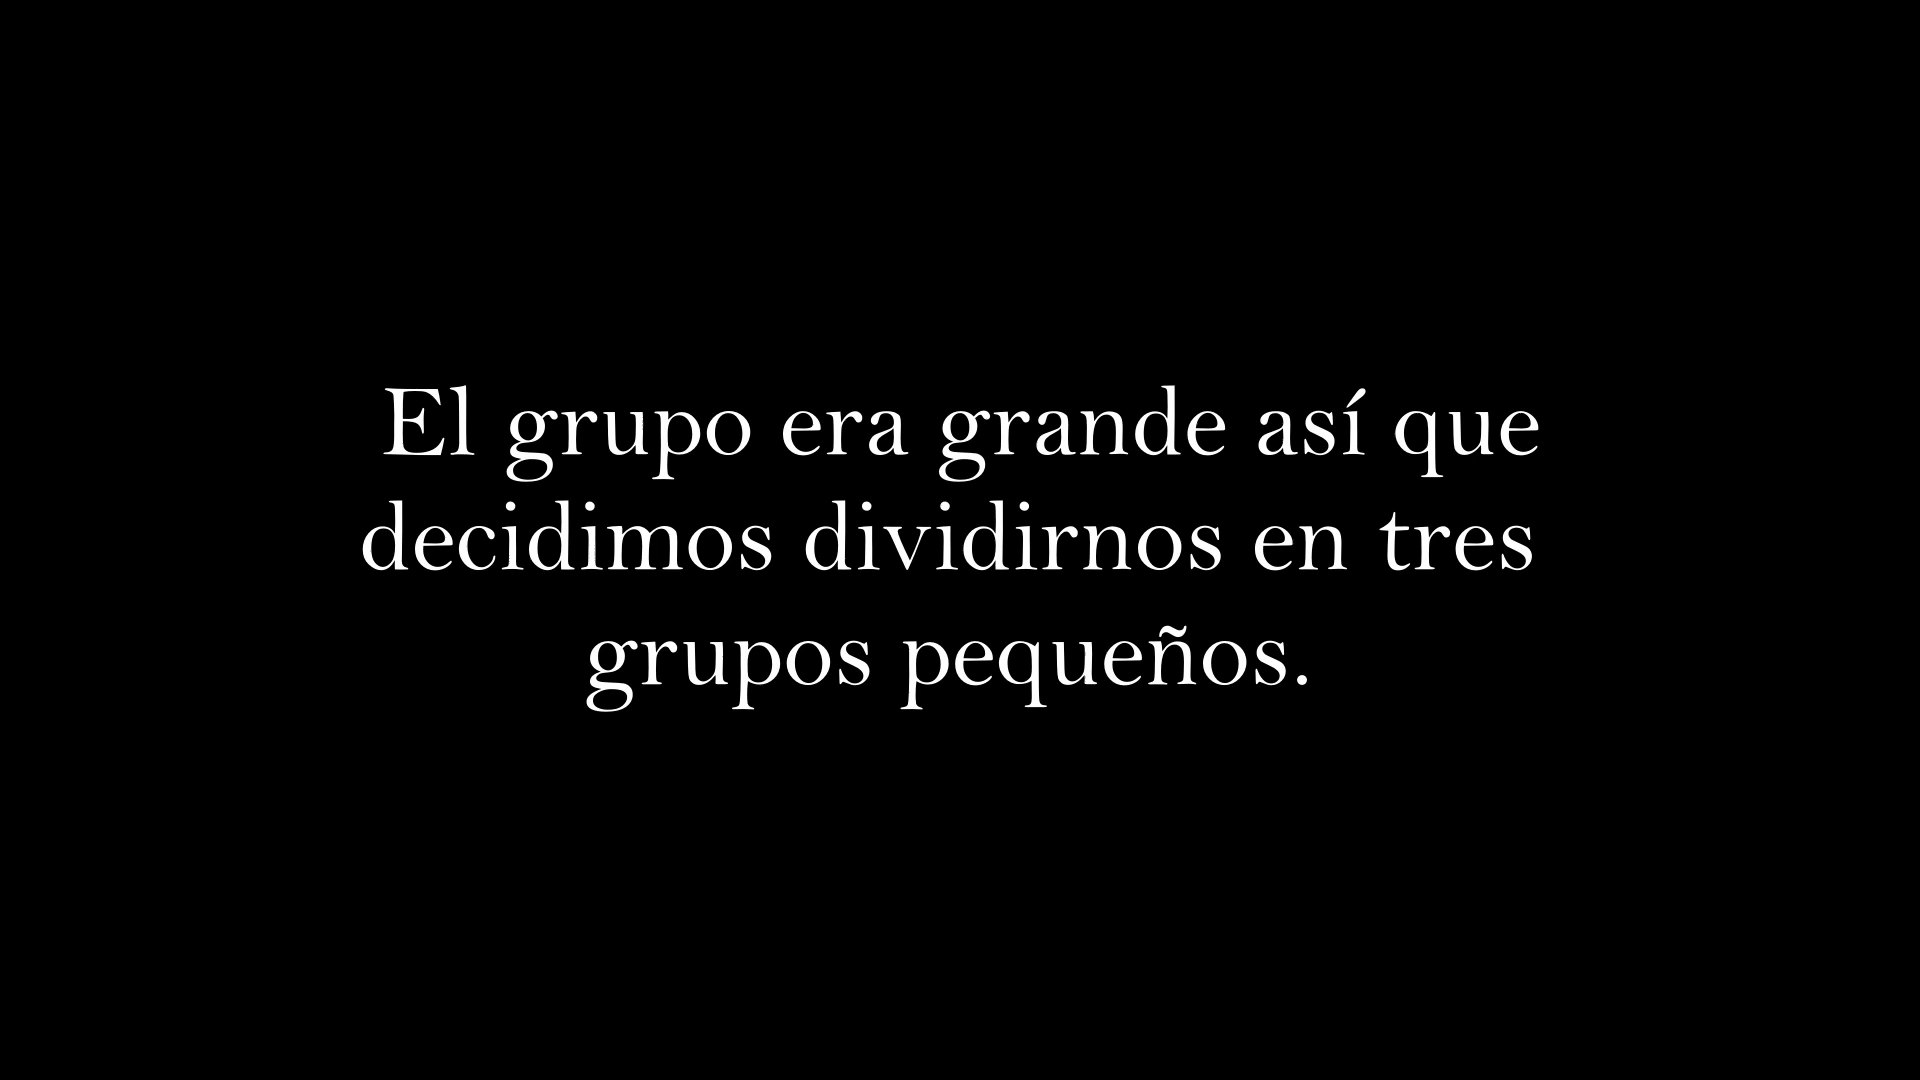 El grupo era grande así que
decidimos dividirnos en tres
grupos pequeños.